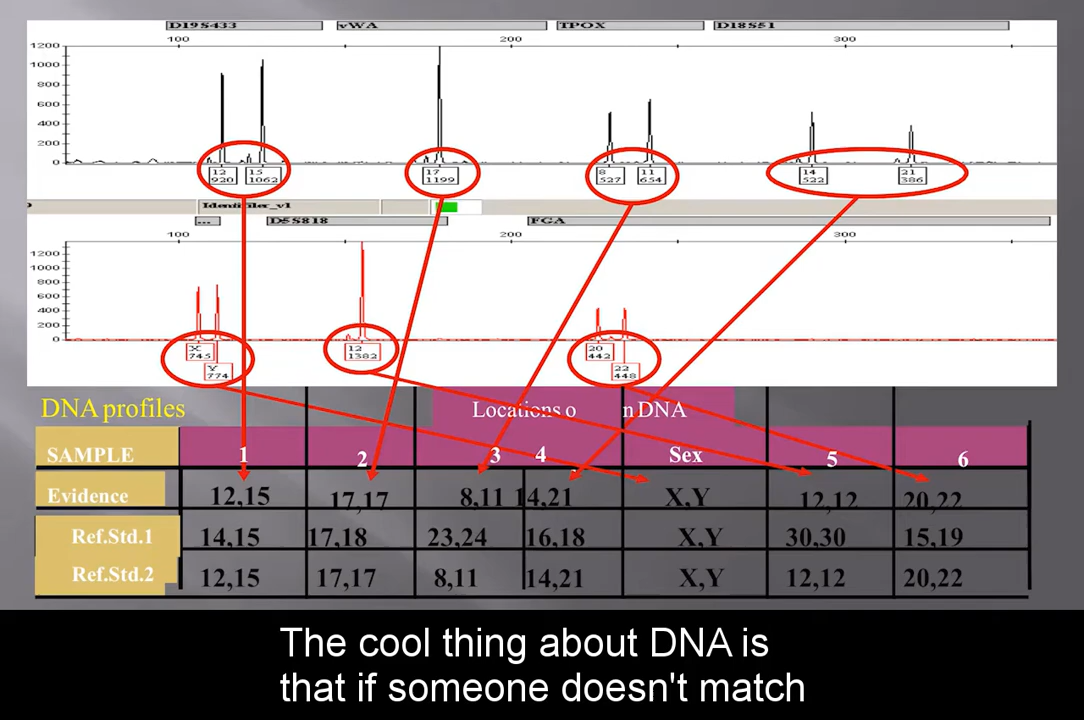 D19S433 vWA TPOX D18S51
100 200 300
1200
1000
800
600
400
200
0
12 15 17 8 11 14 21
920 1062 1199 527 654 522 386
Identifiler_v1
... D5S818 FGA
100 200 300
1200
1000
800
600
400
200
0
X 12 20
745 1382 442
Y 22
774 448
DNA profiles Locations o n DNA
SAMPLE 1 2 3 4 Sex 5 6
Evidence 12,15 17,17 8,11 14,21 X,Y 12,12 20,22
Ref.Std.1 14,15 17,18 23,24 16,18 X,Y 30,30 15,19
Ref.Std.2 12,15 17,17 8,11 14,21 X,Y 12,12 20,22
The cool thing about DNA is
that if someone doesn't match